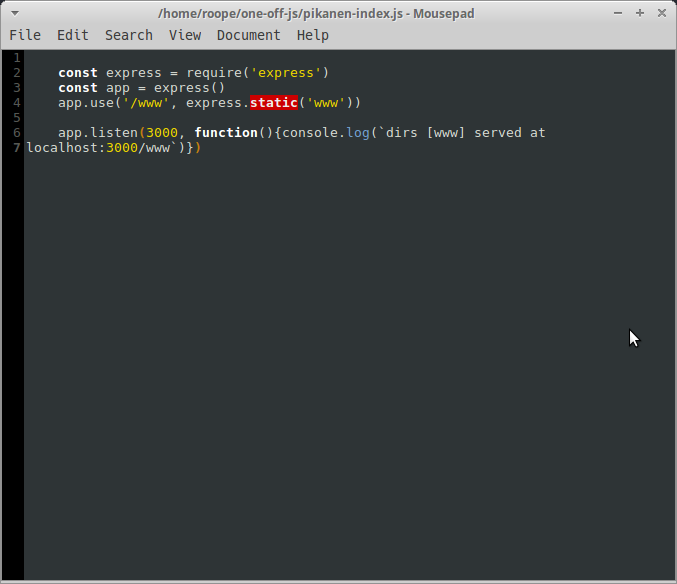 /home/roope/one-off-js/pikanen-index.js - Mousepad
File Edit Search View Document Help
1
2 const express = require('express')
3 const app = express()
4 app.use('/www', express.static('www'))
5
6 app.listen(3000, function(){console.log(`dirs [www] served at
7 localhost:3000/www`)})